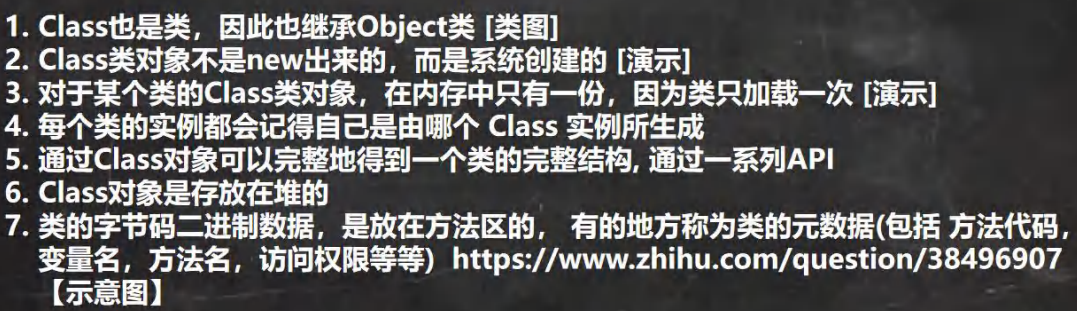 1. Class也是类，因此也继承Object类 [类图]
2. Class类对象不是new出来的，而是系统创建的 [演示]
3. 对于某个类的Class类对象，在内存中只有一份，因为类只加载一次 [演示]
4. 每个类的实例都会记得自己是由哪个 Class 实例所生成
5. 通过Class对象可以完整地得到一个类的完整结构, 通过一系列API
6. Class对象是存放在堆的
7. 类的字节码二进制数据，是放在方法区的， 有的地方称为类的元数据(包括 方法代码，
变量名，方法名，访问权限等等）https://www.zhihu.com/question/38496907
【示意图】